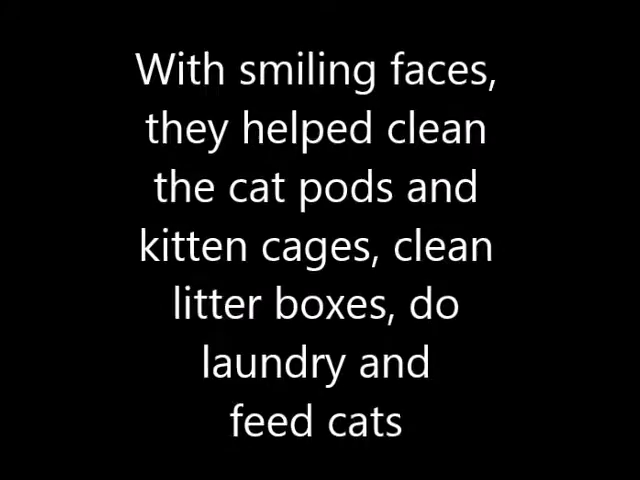 With smiling faces,
they helped clean
the cat pods and
kitten cages, clean
litter boxes, do
laundry and
feed cats